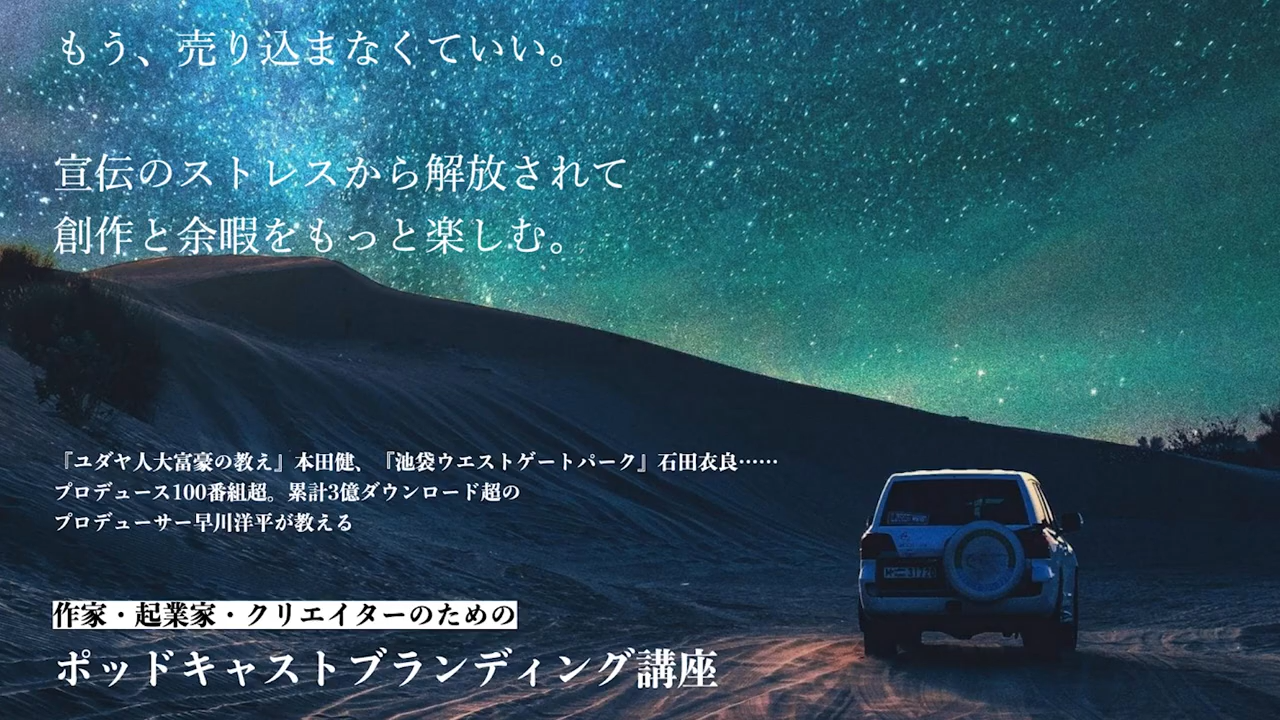 もう、売り込まなくていい。
宣伝のストレスから解放されて
創作と余暇をもっと楽しむ。
『ユダヤ人大富豪の教え』本田健、『池袋ウエストゲートパーク』石田衣良……
プロデュース100番組超。累計3億ダウンロード超の
プロデューサー早川洋平が教える
作家・起業家・クリエイターのための
ポッドキャストブランディング講座